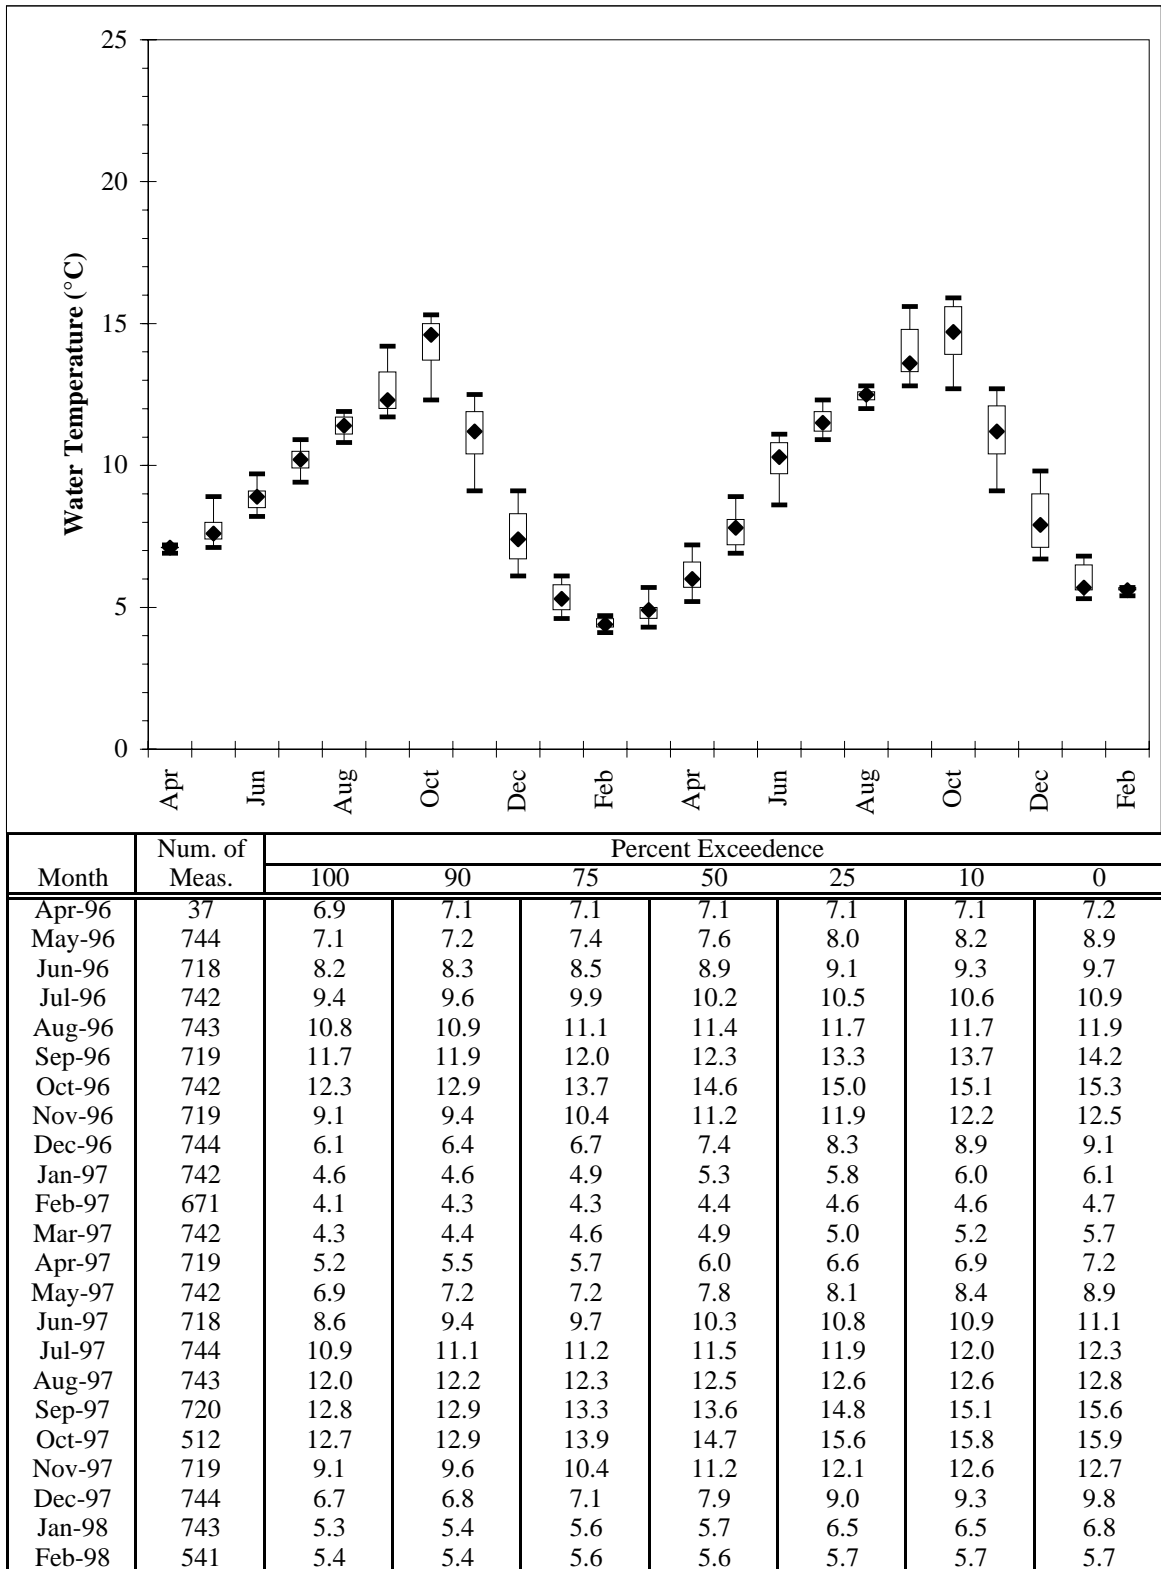 25
20
15
10
5
0
Water Temperature (°C)
Apr
Jun
Aug
Oct
Dec
Feb
Apr
Jun
Aug
Oct
Dec
Feb
Num. of Percent Exceedence
Month Meas. 100 90 75 50 25 10 0
Apr-96 37 6.9 7.1 7.1 7.1 7.1 7.1 7.2
May-96 744 7.1 7.2 7.4 7.6 8.0 8.2 8.9
Jun-96 718 8.2 8.3 8.5 8.9 9.1 9.3 9.7
Jul-96 742 9.4 9.6 9.9 10.2 10.5 10.6 10.9
Aug-96 743 10.8 10.9 11.1 11.4 11.7 11.7 11.9
Sep-96 719 11.7 11.9 12.0 12.3 13.3 13.7 14.2
Oct-96 742 12.3 12.9 13.7 14.6 15.0 15.1 15.3
Nov-96 719 9.1 9.4 10.4 11.2 11.9 12.2 12.5
Dec-96 744 6.1 6.4 6.7 7.4 8.3 8.9 9.1
Jan-97 742 4.6 4.6 4.9 5.3 5.8 6.0 6.1
Feb-97 671 4.1 4.3 4.3 4.4 4.6 4.6 4.7
Mar-97 742 4.3 4.4 4.6 4.9 5.0 5.2 5.7
Apr-97 719 5.2 5.5 5.7 6.0 6.6 6.9 7.2
May-97 742 6.9 7.2 7.2 7.8 8.1 8.4 8.9
Jun-97 718 8.6 9.4 9.7 10.3 10.8 10.9 11.1
Jul-97 744 10.9 11.1 11.2 11.5 11.9 12.0 12.3
Aug-97 743 12.0 12.2 12.3 12.5 12.6 12.6 12.8
Sep-97 720 12.8 12.9 13.3 13.6 14.8 15.1 15.6
Oct-97 512 12.7 12.9 13.9 14.7 15.6 15.8 15.9
Nov-97 719 9.1 9.6 10.4 11.2 12.1 12.6 12.7
Dec-97 744 6.7 6.8 7.1 7.9 9.0 9.3 9.8
Jan-98 743 5.3 5.4 5.6 5.7 6.5 6.5 6.8
Feb-98 541 5.4 5.4 5.6 5.6 5.7 5.7 5.7